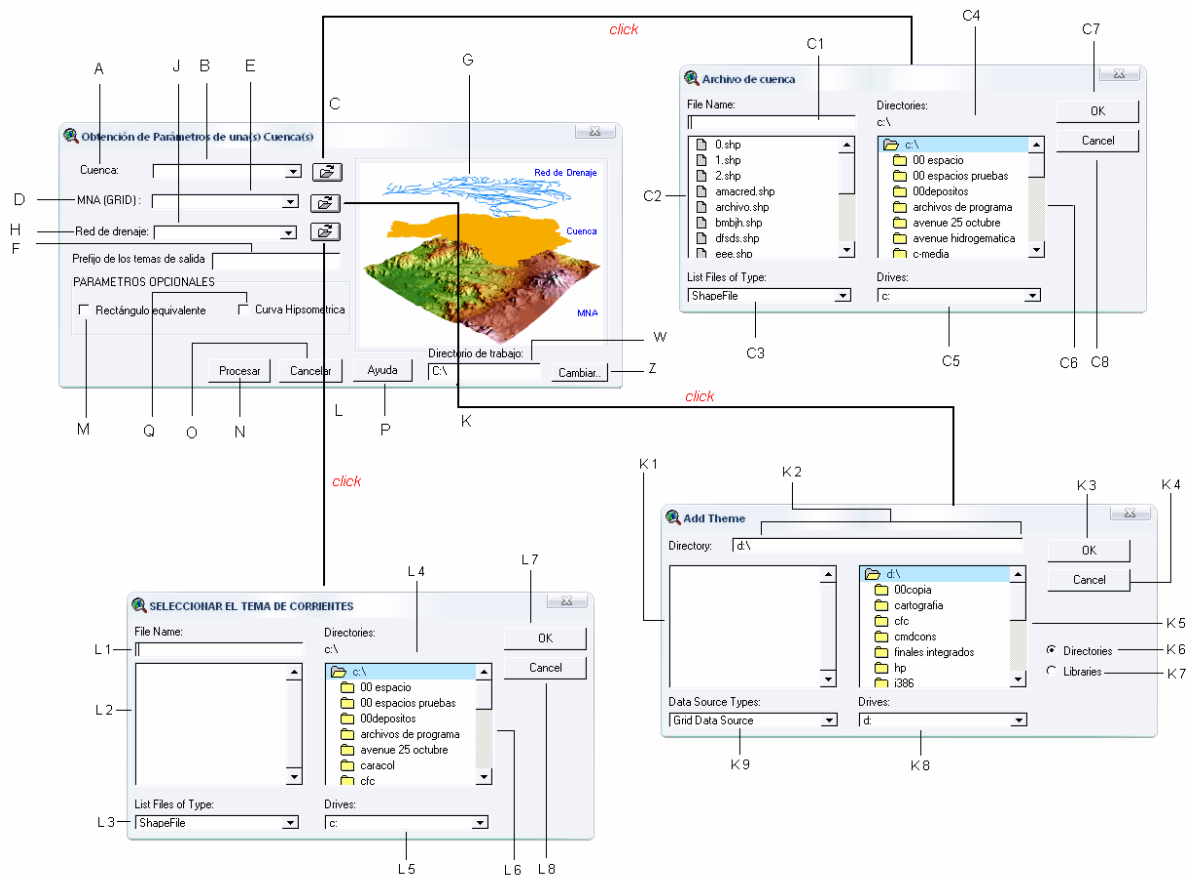 click
C4
C7
C1
A
J
B
E
G
C
Archivo de cuenca
File Name:
Directories:
c:\
OK
Cancel
0.shp
1.shp
2.shp
amacred.shp
archivo.shp
bmbjh.shp
dfsds.shp
eee.shp
c:\
00 espacio
00 espacios pruebas
00depositos
archivos de programa
avenue 25 octubre
avenue hidrogematica
c-media
C2
List Files of Type:
ShapeFile
Drives:
c:
C3
C5
C6
C8
Obtención de Parámetros de una(s) Cuenca(s)
Cuenca:
D
MNA (GRID) :
H
Red de drenaje:
F
Prefijo de los temas de salida
PARAMETROS OPCIONALES
Rectángulo equivalente
Curva Hipsometrica
Red de Drenaje
Cuenca
MNA
W
Directorio de trabajo:
Procesar
Cancelar
Ayuda
C:\
Cambiar..
Z
M
Q
O
N
L
P
K
click
click
K1
K2
K3
K4
Add Theme
Directory:
d:\
OK
Cancel
d:\
00copia
cartografia
cfc
cmdcons
finales integrados
hp
i386
K5
Directories
K6
Libraries
K7
Data Source Types:
Grid Data Source
Drives:
d:
K9
K8
L7
L4
SELECCIONAR EL TEMA DE CORRIENTES
File Name:
Directories:
c:\
OK
Cancel
L1
L2
c:\
00 espacio
00 espacios pruebas
00depositos
archivos de programa
avenue 25 octubre
caracol
cfc
List Files of Type:
L3
ShapeFile
Drives:
c:
L5
L6
L8